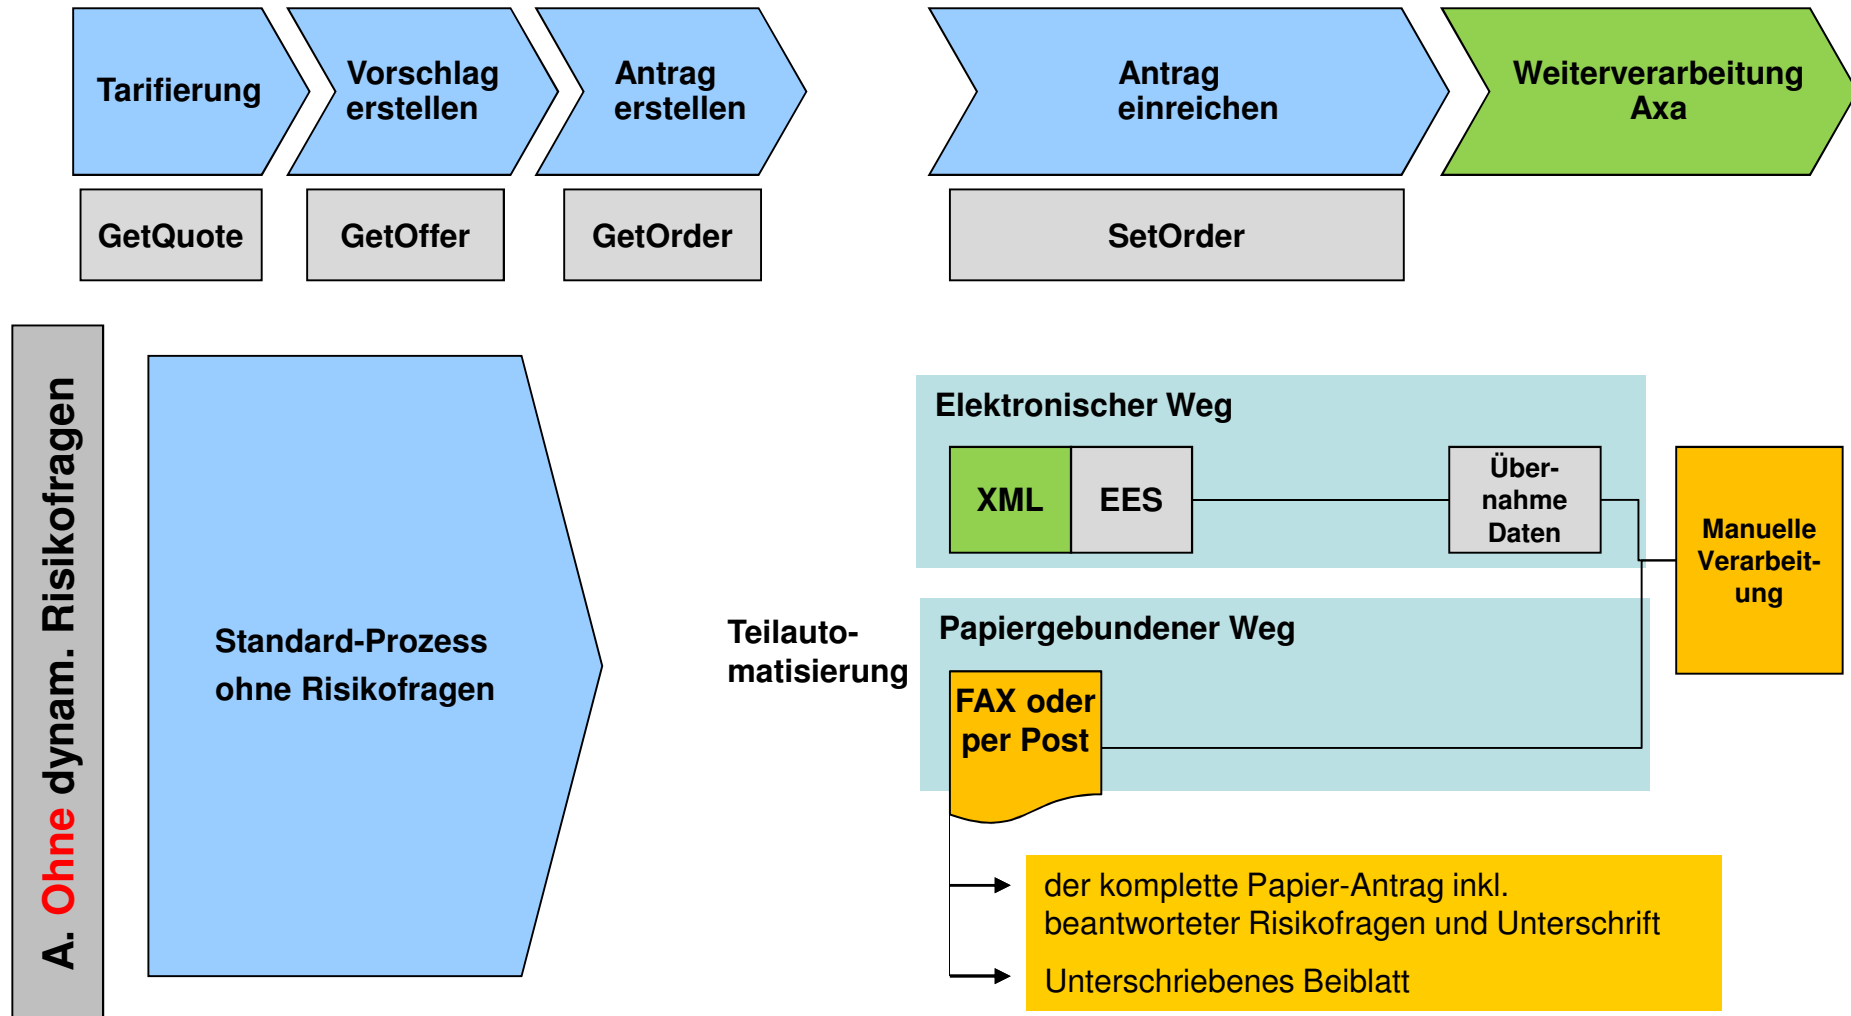 Tarifierung
Vorschlag
erstellen
Antrag
erstellen
Antrag
einreichen
Weiterverarbeitung
Axa
GetQuote
GetOffer
GetOrder
SetOrder
A. Ohne dynam. Risikofragen
Standard-Prozess
ohne Risikofragen
Teilauto-
matisierung
Elektronischer Weg
XML
EES
Über-
nahme
Daten
Manuelle
Verarbeit-
ung
Papiergebundener Weg
FAX oder
per Post
der komplette Papier-Antrag inkl.
beantworteter Risikofragen und Unterschrift
Unterschriebenes Beiblatt